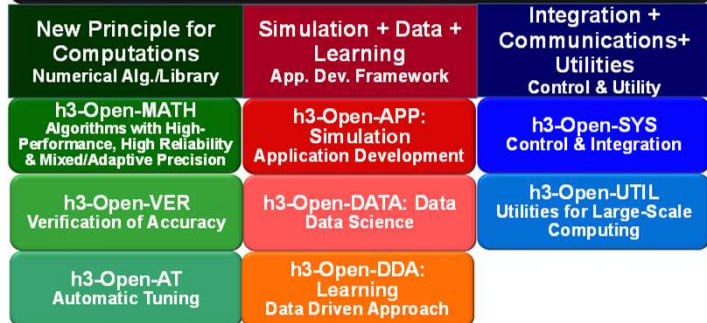 New Principle for
Computations
Numerical Alg./Library
h3-Open-MATH
Algorithms with High-
Performance, High Reliability
& Mixed/Adaptive Precision
h3-Open-VER
Verification of Accuracy
h3-Open-AT
Automatic Tuning
Simulation + Data +
Learning
App. Dev. Framework
h3-Open-APP:
Simulation
Application Development
h3-Open-DATA: Data
Data Science
h3-Open-DDA:
Learning
Data Driven Approach
Integration +
Communications+
Utilities
Control & Utility
h3-Open-SYS
Control & Integration
h3-Open-UTIL
Utilities for Large-Scale
Computing